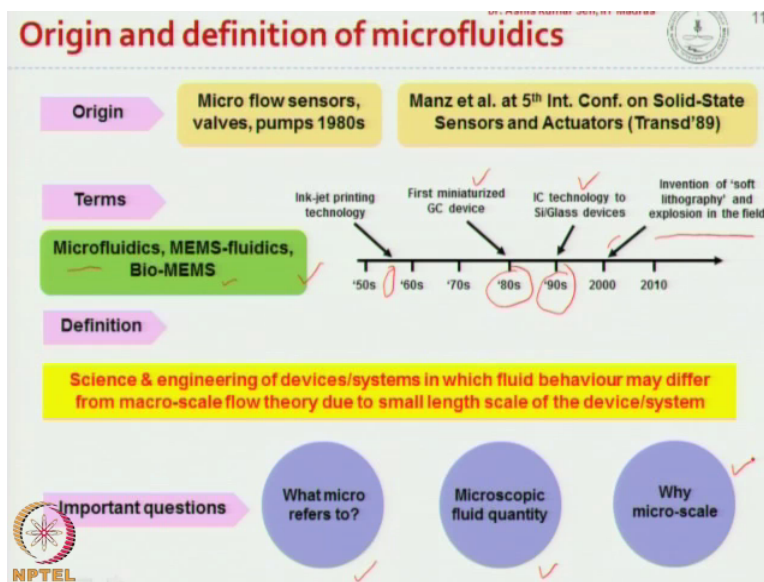 Dr. Ashis Kumar Sen, IIT Madras
11
Origin and definition of microfluidics
Origin
Micro flow sensors,
valves, pumps 1980s
Manz et al. at 5th Int. Conf. on Solid-State
Sensors and Actuators (Transd'89)
Terms
Microfluidics, MEMS-fluidics,
Bio-MEMS
Ink-jet printing
technology
First miniaturized
GC device
IC technology to
Si/Glass devices
Invention of 'soft
lithography' and
explosion in the field
'50s '60s '70s '80s '90s 2000 2010
Definition
Science & engineering of devices/systems in which fluid behaviour may differ
from macro-scale flow theory due to small length scale of the device/system
Important questions
What micro
refers to?
Microscopic
fluid quantity
Why
micro-scale
NPTEL